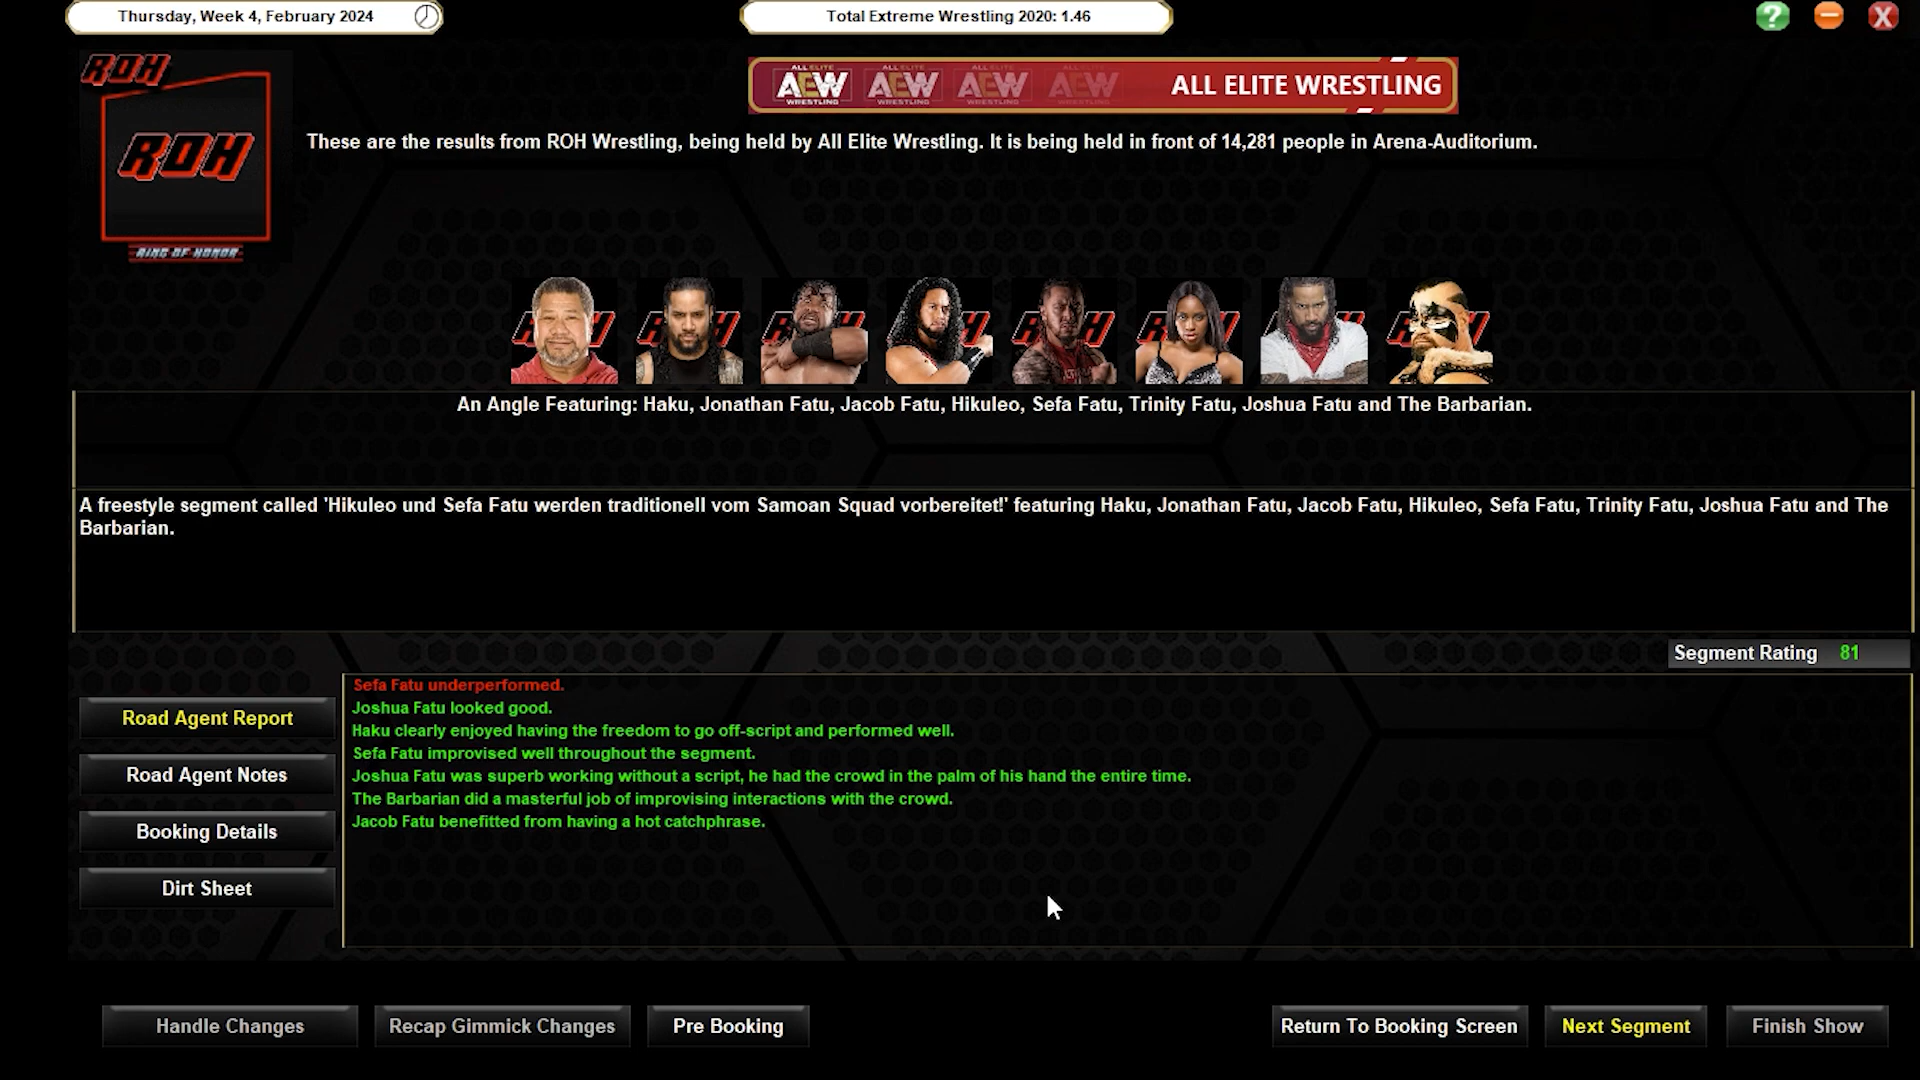 Thursday, Week 4, February 2024
Total Extreme Wrestling 2020: 1.46
ROH
ROH
RING OF HONOR
ALL ELITE
AEW
WRESTLING
ALL ELITE
AEW
WRESTLING
ALL ELITE
AEW
WRESTLING
AEW
ALL ELITE WRESTLING
These are the results from ROH Wrestling, being held by All Elite Wrestling. It is being held in front of 14,281 people in Arena-Auditorium.
An Angle Featuring: Haku, Jonathan Fatu, Jacob Fatu, Hikuleo, Sefa Fatu, Trinity Fatu, Joshua Fatu and The Barbarian.
A freestyle segment called 'Hikuleo und Sefa Fatu werden traditionell vom Samoan Squad vorbereitet!' featuring Haku, Jonathan Fatu, Jacob Fatu, Hikuleo, Sefa Fatu, Trinity Fatu, Joshua Fatu and The
Barbarian.
Segment Rating 81
Road Agent Report
Road Agent Notes
Booking Details
Dirt Sheet
Sefa Fatu underperformed.
Joshua Fatu looked good.
Haku clearly enjoyed having the freedom to go off-script and performed well.
Sefa Fatu improvised well throughout the segment.
Joshua Fatu was superb working without a script, he had the crowd in the palm of his hand the entire time.
The Barbarian did a masterful job of improvising interactions with the crowd.
Jacob Fatu benefitted from having a hot catchphrase.
Handle Changes
Recap Gimmick Changes
Pre Booking
Return To Booking Screen
Next Segment
Finish Show